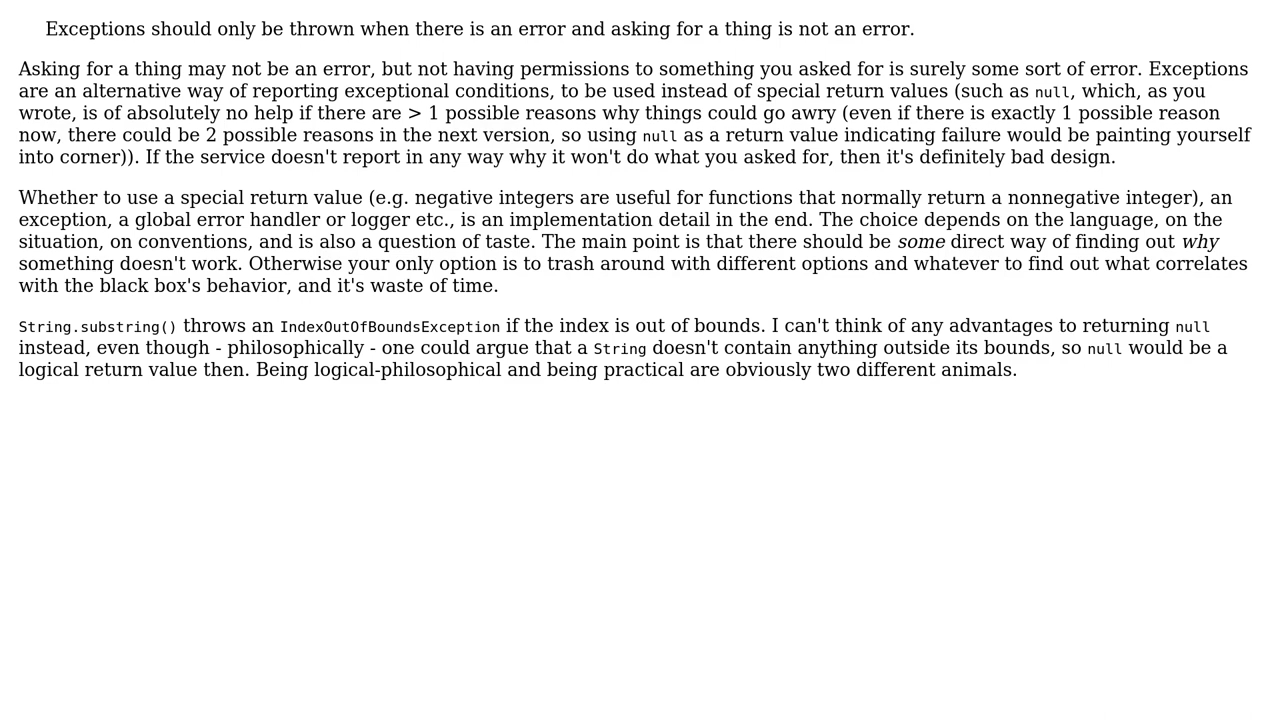 Exceptions should only be thrown when there is an error and asking for a thing is not an error.
Asking for a thing may not be an error, but not having permissions to something you asked for is surely some sort of error. Exceptions
are an alternative way of reporting exceptional conditions, to be used instead of special return values (such as null, which, as you
wrote, is of absolutely no help if there are > 1 possible reasons why things could go awry (even if there is exactly 1 possible reason
now, there could be 2 possible reasons in the next version, so using null as a return value indicating failure would be painting yourself
into corner)). If the service doesn't report in any way why it won't do what you asked for, then it's definitely bad design.
Whether to use a special return value (e.g. negative integers are useful for functions that normally return a nonnegative integer), an
exception, a global error handler or logger etc., is an implementation detail in the end. The choice depends on the language, on the
situation, on conventions, and is also a question of taste. The main point is that there should be some direct way of finding out why
something doesn't work. Otherwise your only option is to trash around with different options and whatever to find out what correlates
with the black box's behavior, and it's waste of time.
String.substring() throws an IndexOutOfBoundsException if the index is out of bounds. I can't think of any advantages to returning null
instead, even though - philosophically - one could argue that a String doesn't contain anything outside its bounds, so null would be a
logical return value then. Being logical-philosophical and being practical are obviously two different animals.